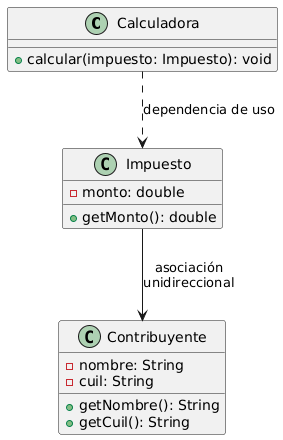 C Calculadora
calcular(impuesto: Impuesto): void
dependencia de uso
C Impuesto
monto: double
getMonto(): double
asociación
unidireccional
C Contribuyente
nombre: String
cuil: String
getNombre(): String
getCuil(): String